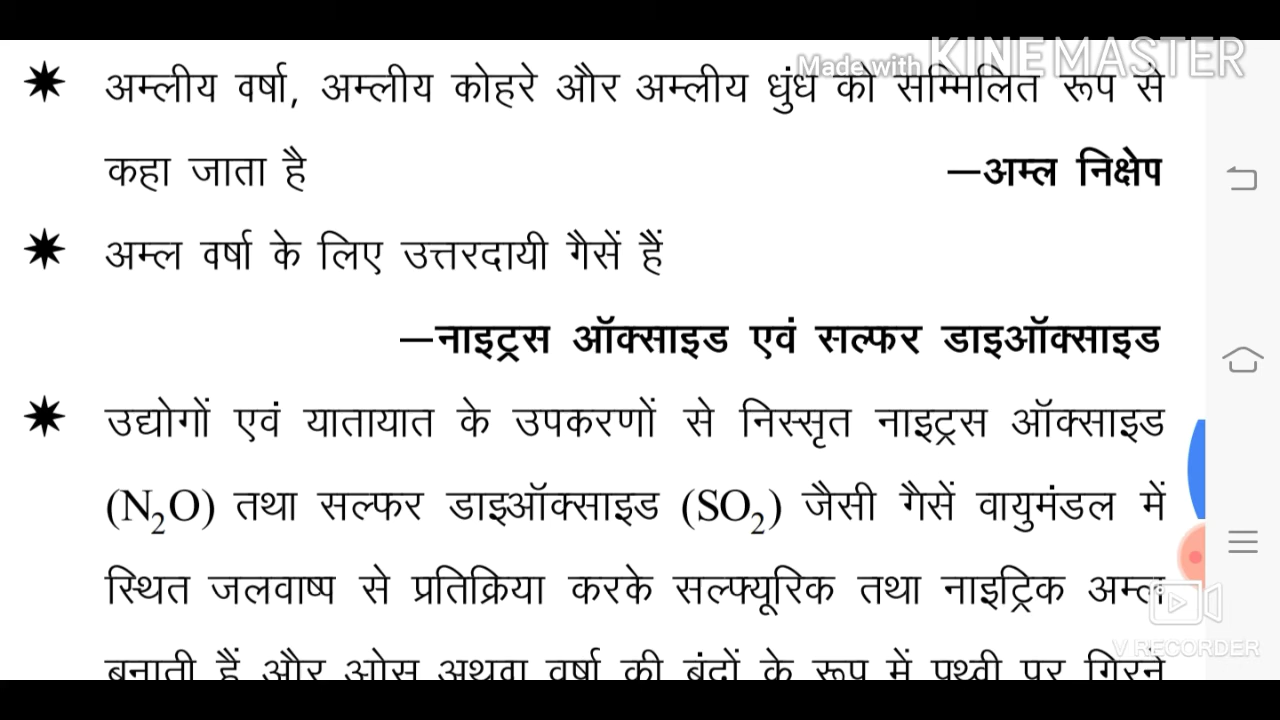 Made with KINEMASTER
✷ अम्लीय वर्षा, अम्लीय कोहरे और अम्लीय धुंध को सम्मिलित रूप से
कहा जाता है —अम्ल निक्षेप
✷ अम्ल वर्षा के लिए उत्तरदायी गैसें हैं
—नाइट्रस ऑक्साइड एवं सल्फर डाइऑक्साइड
✷ उद्योगों एवं यातायात के उपकरणों से निस्सृत नाइट्रस ऑक्साइड
(N₂O) तथा सल्फर डाइऑक्साइड (SO₂) जैसी गैसें वायुमंडल में
स्थित जलवाष्प से प्रतिक्रिया करके सल्फ्यूरिक तथा नाइट्रिक अम्ल
बनाती हैं और ओस अथवा वर्षा की बूंदों के रूप में पृथ्वी पर गिरने
V RECORDER